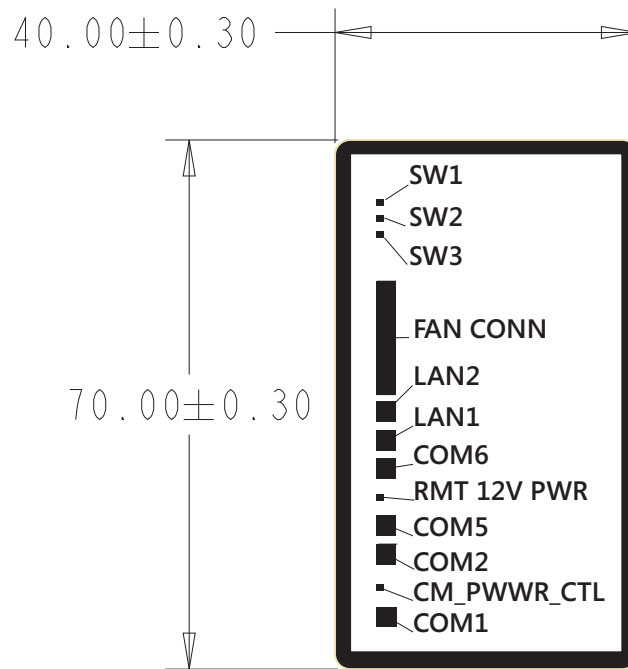 40.00±0.30
SW1
SW2
SW3
FAN CONN
LAN2
70.00±0.30
LAN1
COM6
RMT 12V PWR
COM5
COM2
CM_PWWR_CTL
COM1